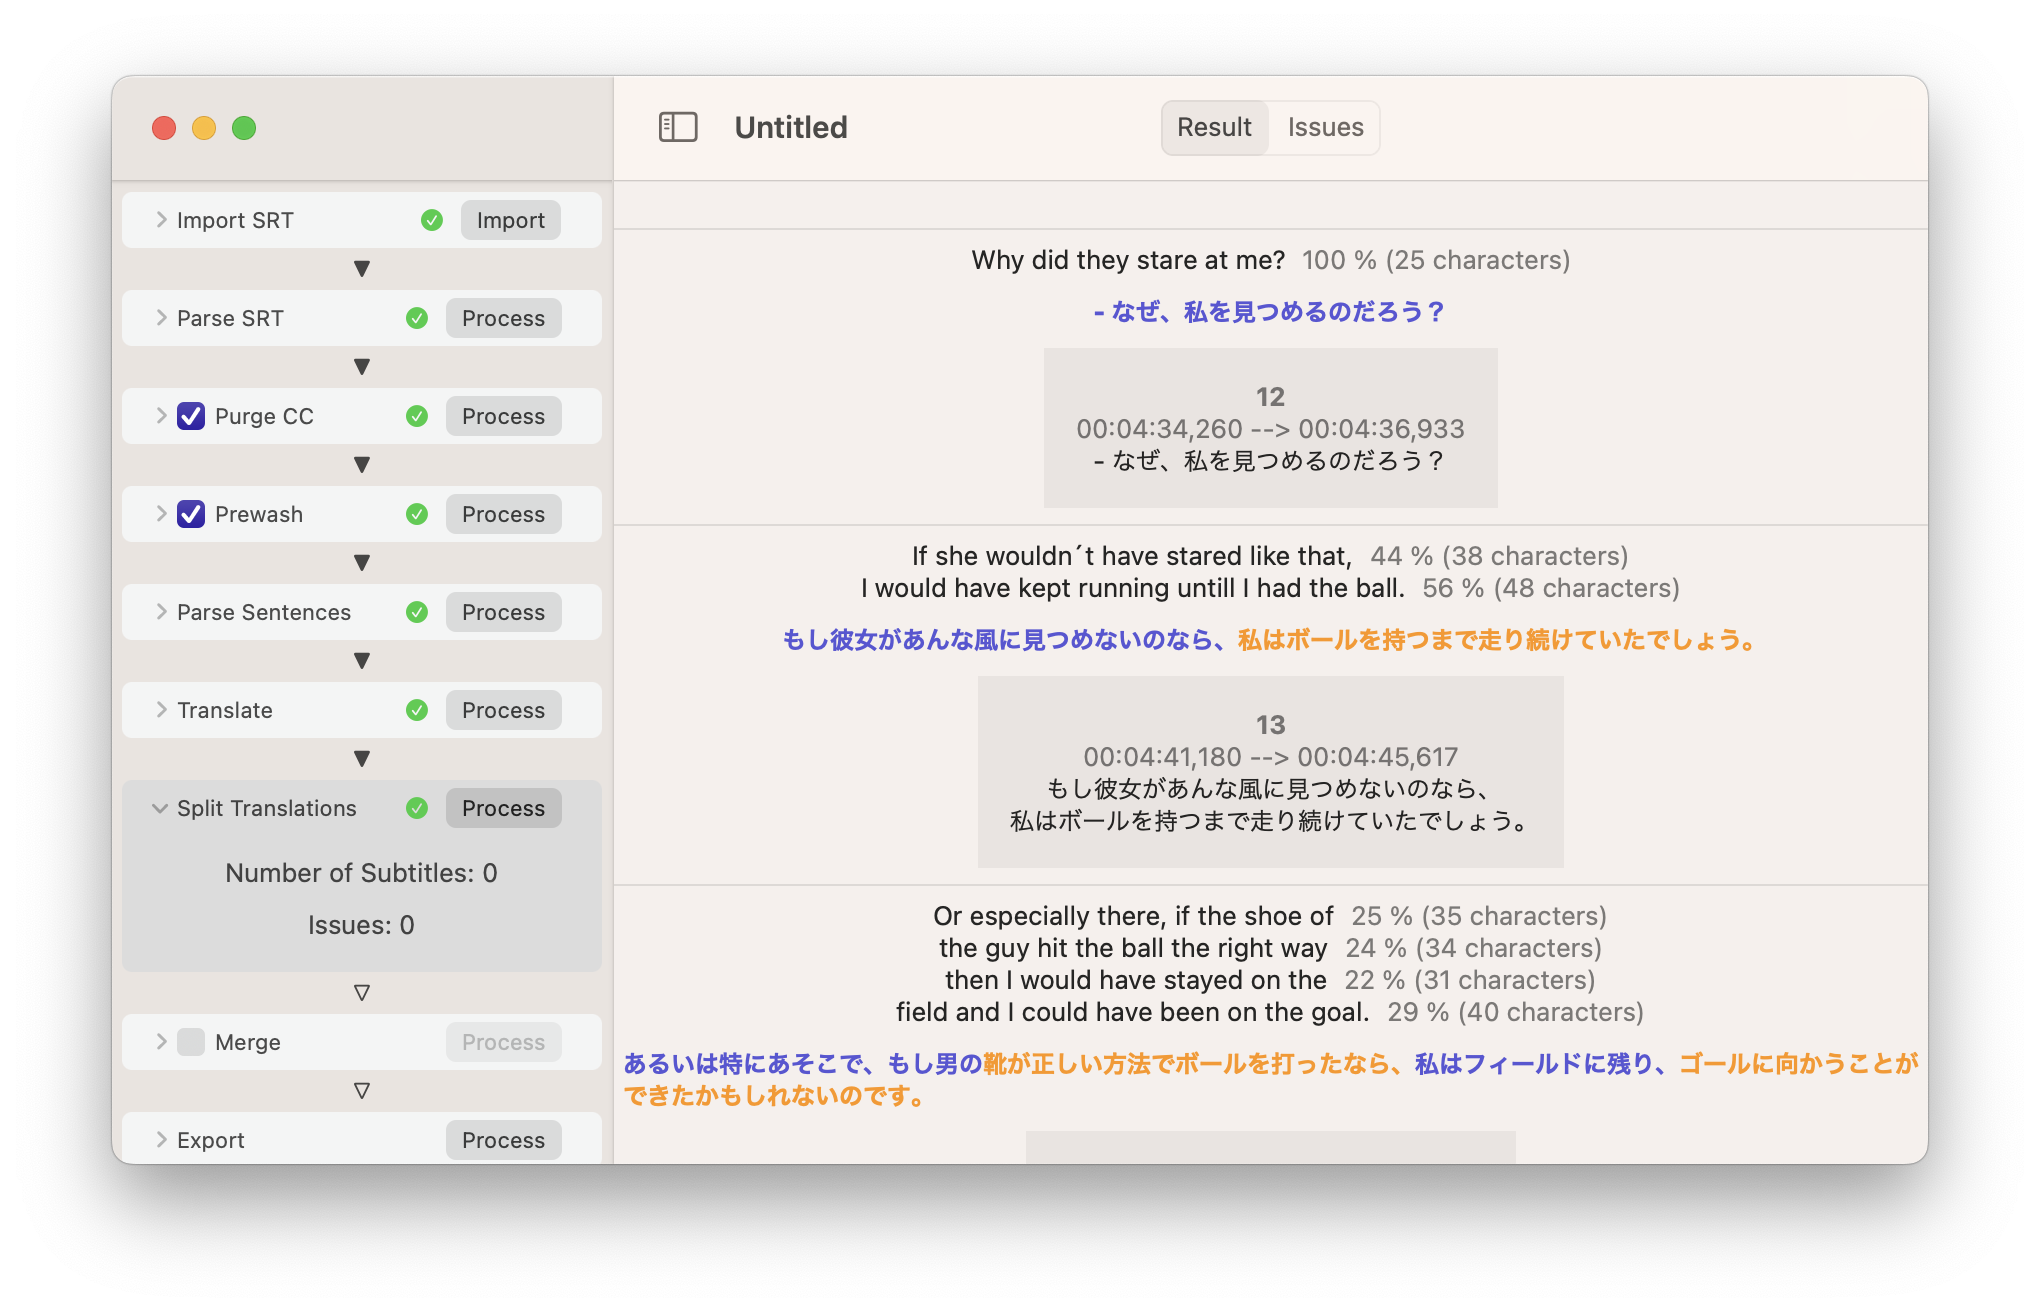 Untitled
Result
Issues
Import SRT
Import
Parse SRT
Process
Purge CC
Process
Prewash
Process
Parse Sentences
Process
Translate
Process
Split Translations
Process
Number of Subtitles: 0
Issues: 0
Merge
Process
Export
Process
Why did they stare at me? 100 % (25 characters)
- なぜ、私を見つめるのだろう？
12
00:04:34,260 --> 00:04:36,933
- なぜ、私を見つめるのだろう？
If she wouldn´t have stared like that, 44 % (38 characters)
I would have kept running untill I had the ball. 56 % (48 characters)
もし彼女があんな風に見つめないのなら、私はボールを持つまで走り続けていたでしょう。
13
00:04:41,180 --> 00:04:45,617
もし彼女があんな風に見つめないのなら、
私はボールを持つまで走り続けていたでしょう。
Or especially there, if the shoe of 25 % (35 characters)
the guy hit the ball the right way 24 % (34 characters)
then I would have stayed on the 22 % (31 characters)
field and I could have been on the goal. 29 % (40 characters)
あるいは特にあそこで、もし男の靴が正しい方法でボールを打ったなら、私はフィールドに残り、ゴールに向かうことが
できたかもしれないのです。